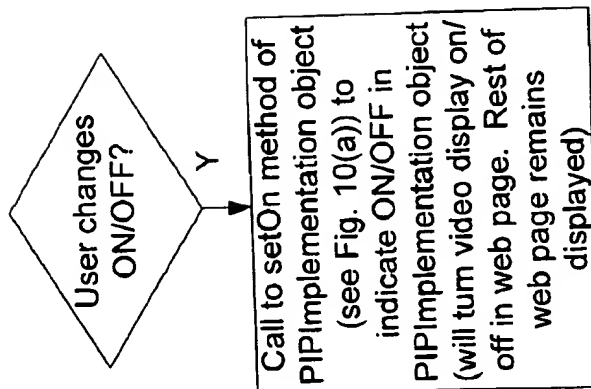 User changes
ON/OFF?
Y
Call to setOn method of
PIPImplementation object
(see Fig. 10(a)) to
indicate ON/OFF in
PIPImplementation object
(will turn video display on/
off in web page. Rest of
web page remains
displayed)